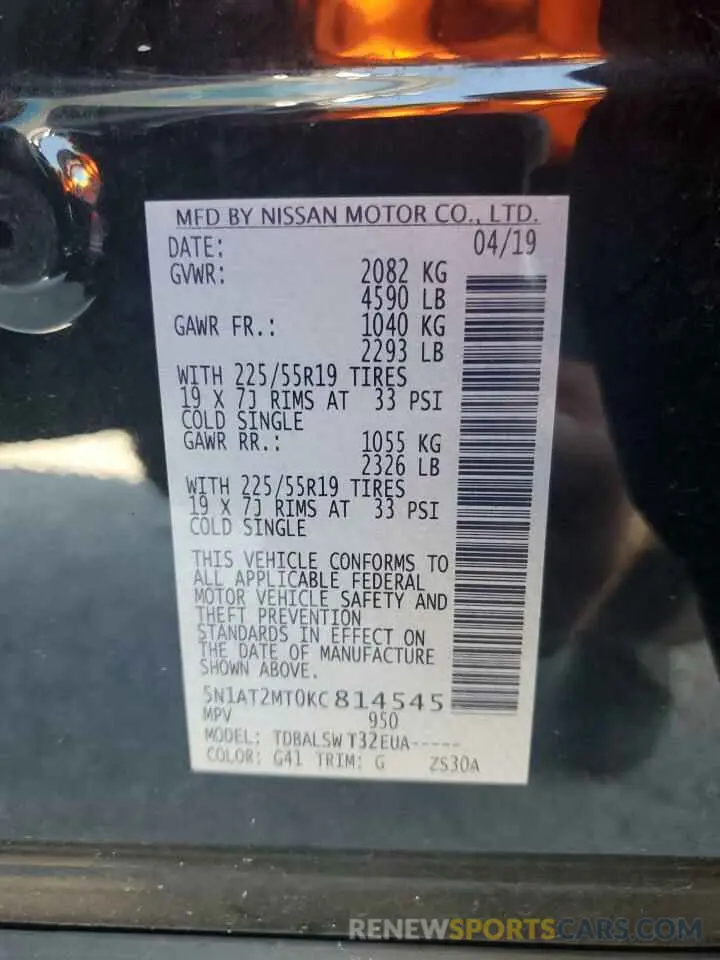 MFD BY NISSAN MOTOR CO., LTD.
DATE: 04/19
GVWR: 2082 KG
4590 LB
GAWR FR.: 1040 KG
2293 LB
WITH 225/55R19 TIRES
19 X 7J RIMS AT 33 PSI
COLD SINGLE
GAWR RR.: 1055 KG
2326 LB
WITH 225/55R19 TIRES
19 X 7J RIMS AT 33 PSI
COLD SINGLE
THIS VEHICLE CONFORMS TO
ALL APPLICABLE FEDERAL
MOTOR VEHICLE SAFETY AND
THEFT PREVENTION
STANDARDS IN EFFECT ON
THE DATE OF MANUFACTURE
SHOWN ABOVE.
5N1AT2MT0KC814545
MPV 950
MODEL: TDBALSW T32EUA-----
COLOR: G41 TRIM: G ZS30A
RENEWSPORTSCARS.COM